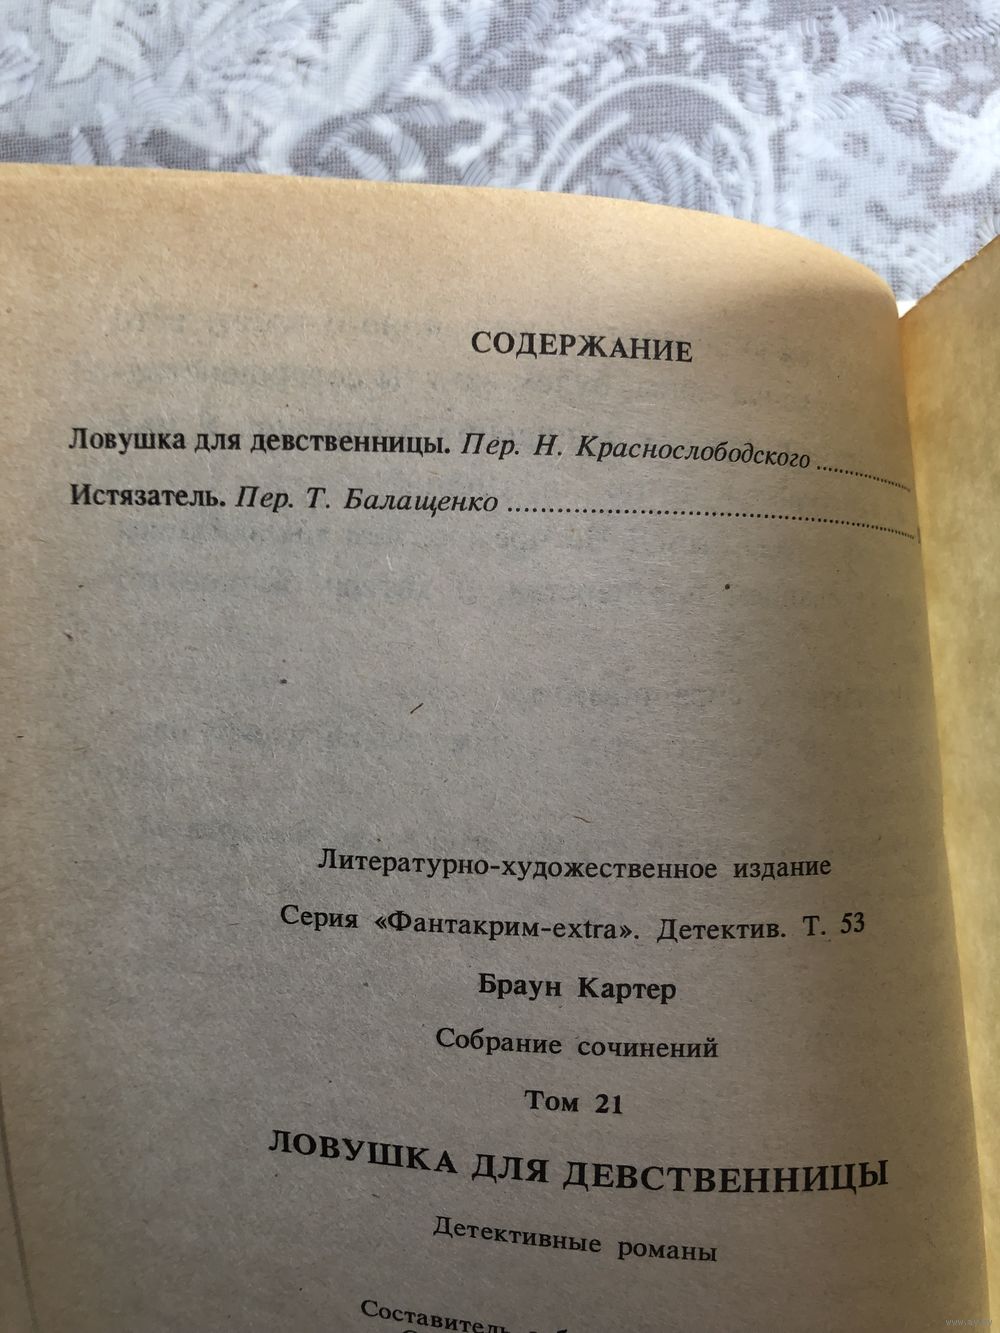 СОДЕРЖАНИЕ
Ловушка для девственницы. Пер. Н. Краснослободского ........
Истязатель. Пер. Т. Балащенко ........
Литературно-художественное издание
Серия «Фантакрим-extra». Детектив. Т. 53
Браун Картер
Собрание сочинений
Том 21
ЛОВУШКА ДЛЯ ДЕВСТВЕННИЦЫ
Детективные романы
Составитель